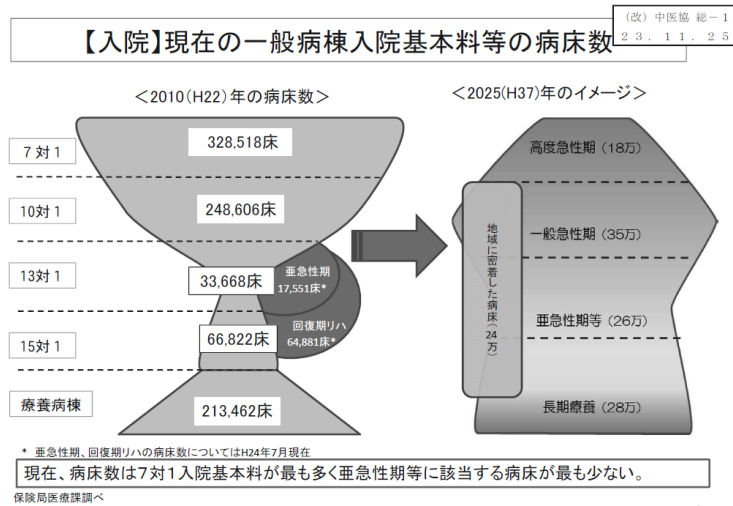 (改)中医協 総－1
23．11．25
【入院】現在の一般病棟入院基本料等の病床数
＜2010(H22)年の病床数＞
＜2025(H37)年のイメージ＞
7対1
328,518床
高度急性期（18万）
10対1
248,606床
一般急性期（35万）
地域に密着した病床（24万）
13対1
33,668床
亜急性期
17,551床*
亜急性期等（26万）
15対1
66,822床
回復期リハ
64,881床*
療養病棟
213,462床
長期療養（28万）
* 亜急性期、回復期リハの病床数についてはH24年7月現在
現在、病床数は7対1入院基本料が最も多く亜急性期等に該当する病床が最も少ない。
保険局医療課調べ